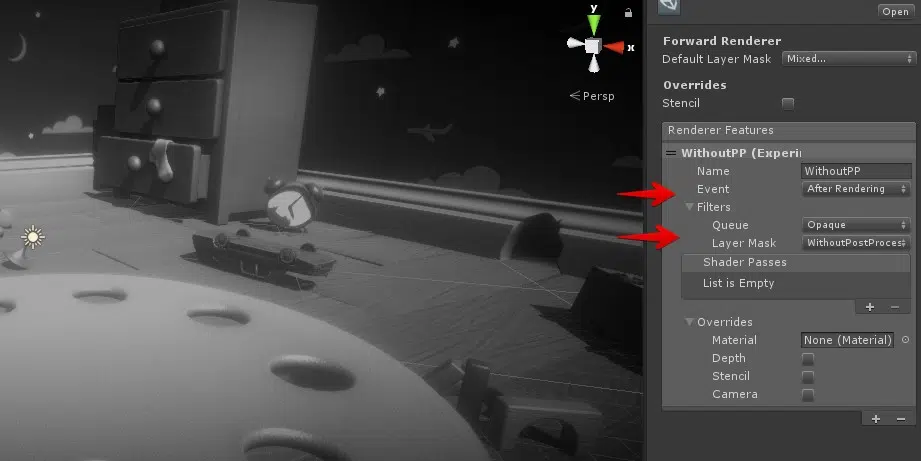 y
x
Persp
Open
Forward Renderer
Default Layer Mask Mixed...
Overrides
Stencil
Renderer Features
WithoutPP (Experi
Name WithoutPP
Event After Rendering
Filters
Queue Opaque
Layer Mask WithoutPostProces
Shader Passes
List is Empty
+ −
Overrides
Material None (Material)
Depth
Stencil
Camera
+ −